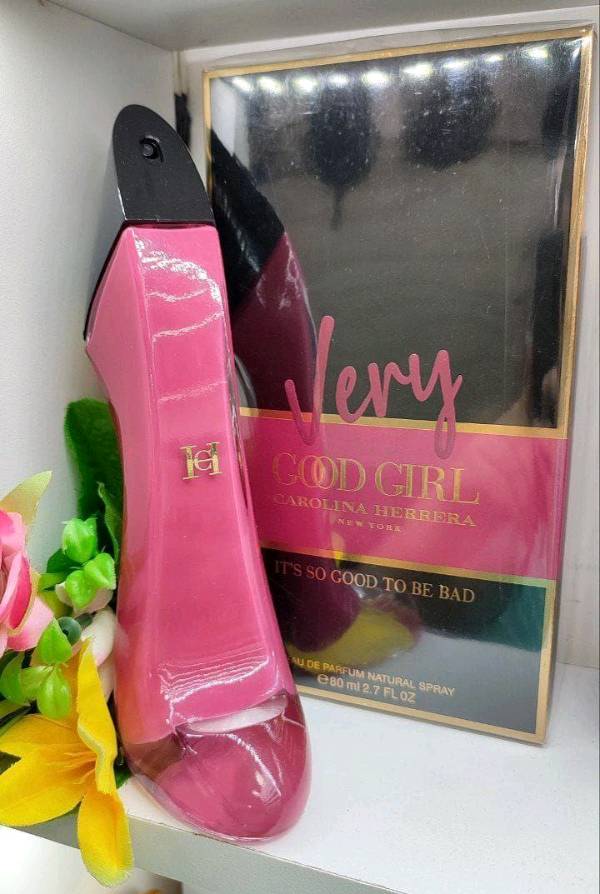 CH
Very
GOOD GIRL
CAROLINA HERRERA
NEW YORK
IT'S SO GOOD TO BE BAD
EAU DE PARFUM NATURAL SPRAY
℮80 ml 2.7 FL OZ